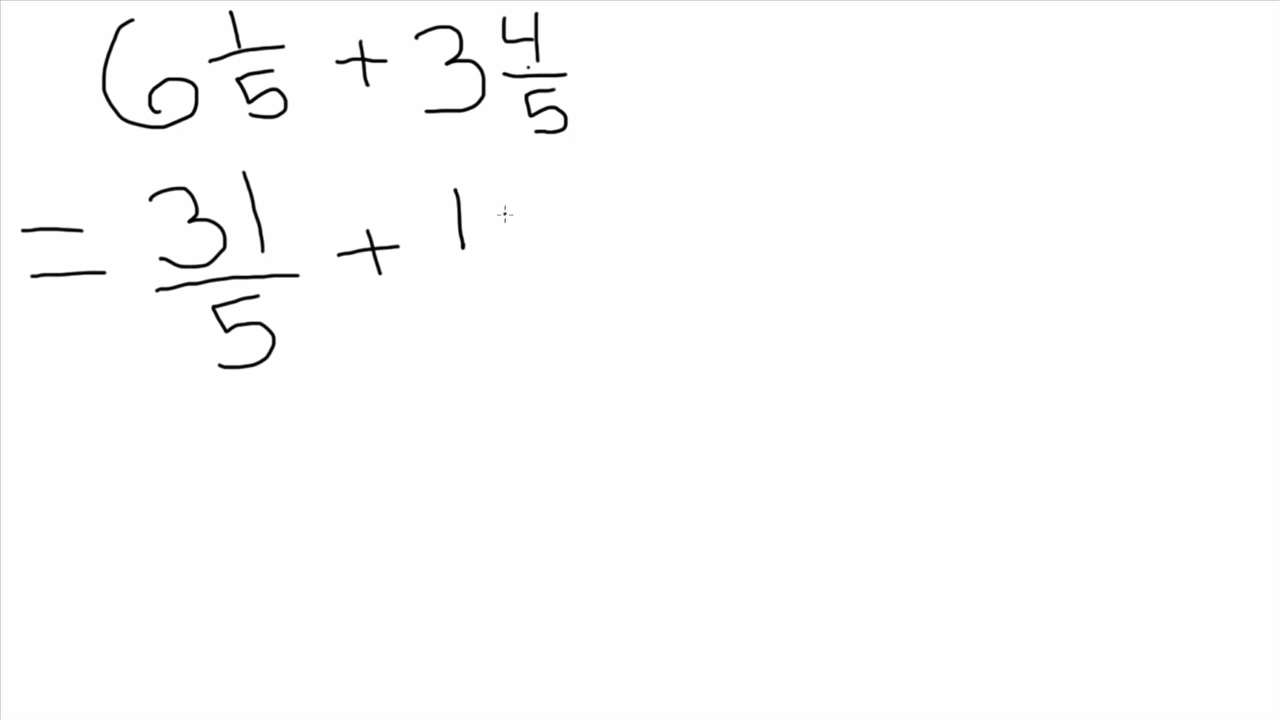 6 1/5 + 3 4/5
= 31/5 + 1